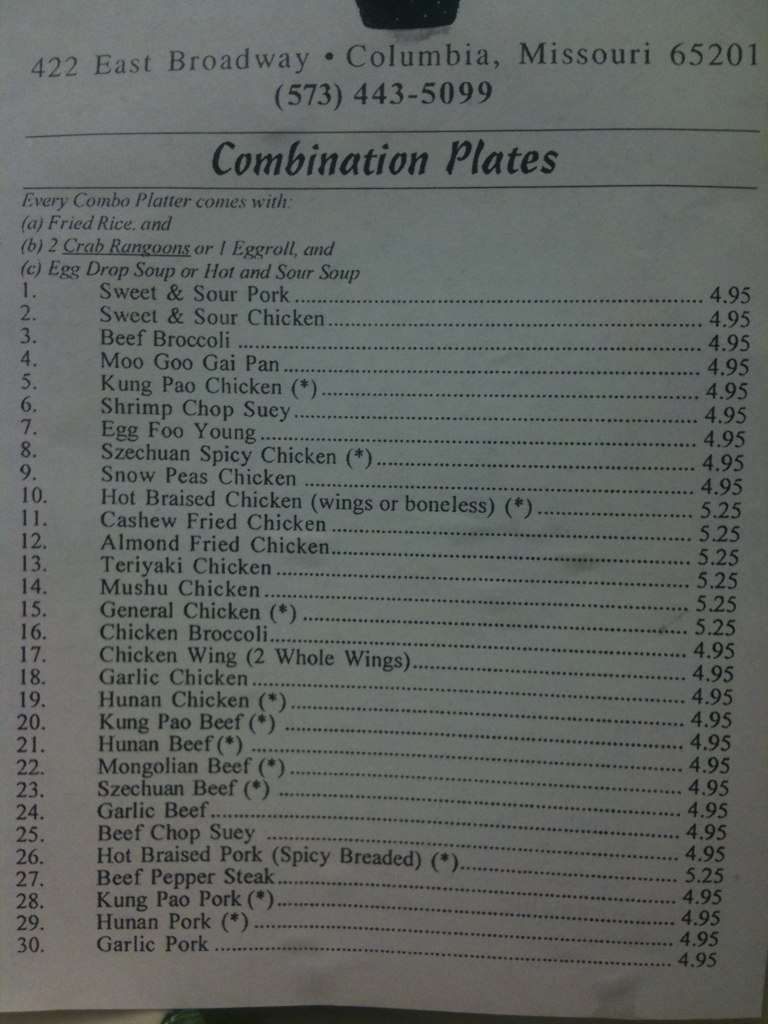 422 East Broadway • Columbia, Missouri 65201
(573) 443-5099
Combination Plates
Every Combo Platter comes with:
(a) Fried Rice, and
(b) 2 Crab Rangoons or 1 Eggroll, and
(c) Egg Drop Soup or Hot and Sour Soup
1. Sweet & Sour Pork 4.95
2. Sweet & Sour Chicken 4.95
3. Beef Broccoli 4.95
4. Moo Goo Gai Pan 4.95
5. Kung Pao Chicken (*) 4.95
6. Shrimp Chop Suey 4.95
7. Egg Foo Young 4.95
8. Szechuan Spicy Chicken (*) 4.95
9. Snow Peas Chicken 4.95
10. Hot Braised Chicken (wings or boneless) (*) 5.25
11. Cashew Fried Chicken 5.25
12. Almond Fried Chicken 5.25
13. Teriyaki Chicken 5.25
14. Mushu Chicken 5.25
15. General Chicken (*) 5.25
16. Chicken Broccoli 4.95
17. Chicken Wing (2 Whole Wings) 4.95
18. Garlic Chicken 4.95
19. Hunan Chicken (*) 4.95
20. Kung Pao Beef (*) 4.95
21. Hunan Beef (*) 4.95
22. Mongolian Beef (*) 4.95
23. Szechuan Beef (*) 4.95
24. Garlic Beef 4.95
25. Beef Chop Suey 4.95
26. Hot Braised Pork (Spicy Breaded) (*) 5.25
27. Beef Pepper Steak 4.95
28. Kung Pao Pork (*) 4.95
29. Hunan Pork (*) 4.95
30. Garlic Pork 4.95